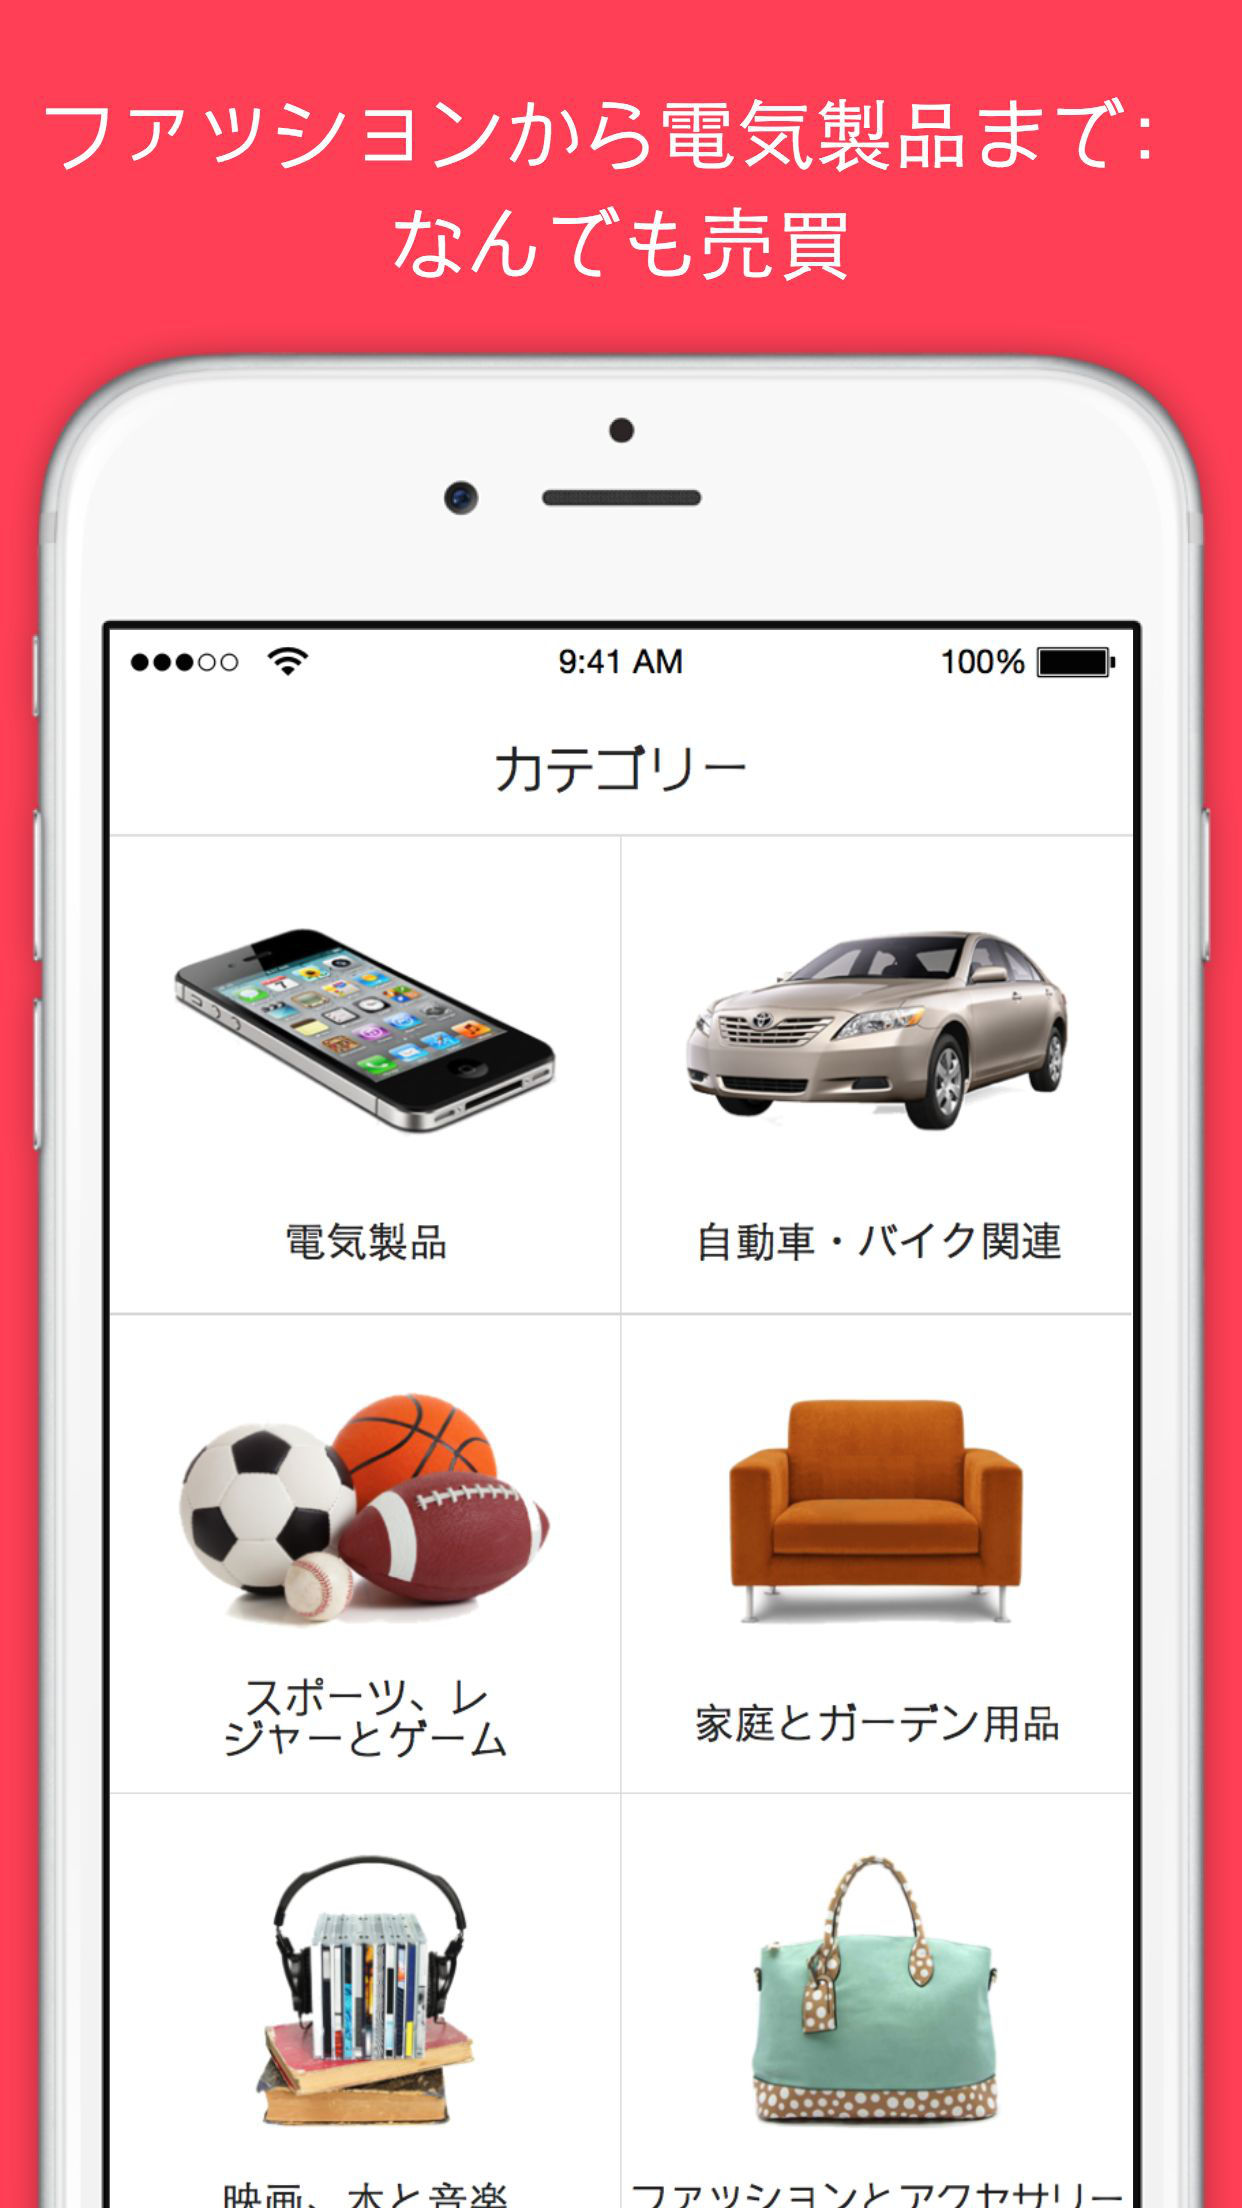 ファッションから電気製品まで:
なんでも売買
9:41 AM
100%
カテゴリー
電気製品
自動車・バイク関連
スポーツ、レ
ジャーとゲーム
家庭とガーデン用品
映画、本と音楽
ファッションとアクセサリー